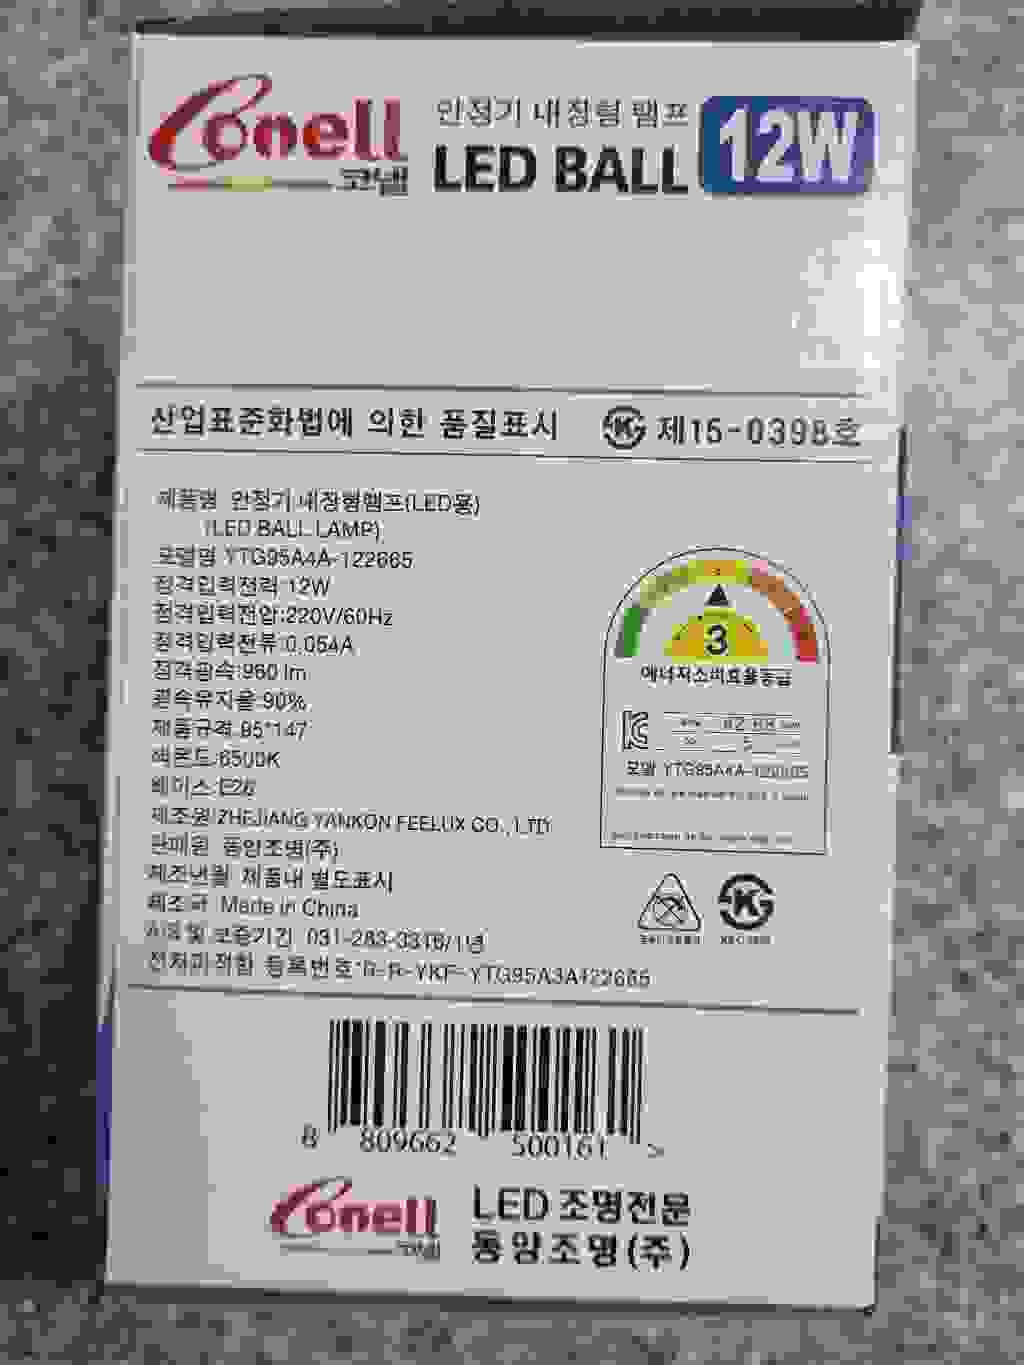 Conell
코넬
안정기 내장형 램프
LED BALL 12W
산업표준화법에 의한 품질표시
제15-0398호
제품명 안정기 내장형램프(LED용)
(LED BALL LAMP)
모델명 YTG95A4A-122665
정격입력전력:12W
정격입력전압:220V/60Hz
정격입력전류:0.054A
정격광속:960 lm
광속유지율:90%
제품규격:95*147
색온도:6500K
베이스:E26
제조원:ZHEJIANG YANKON FEELUX CO., LTD
판매원 동양조명(주)
제조년월 제품내 별도표시
제조국 Made in China
A/S 및 보증기간 031-283-3318/1년
전자파적합 등록번호:
3
에너지소비효율등급
모델
8 809662 500161 >
Conell
코넬
LED 조명전문
동양조명(주)